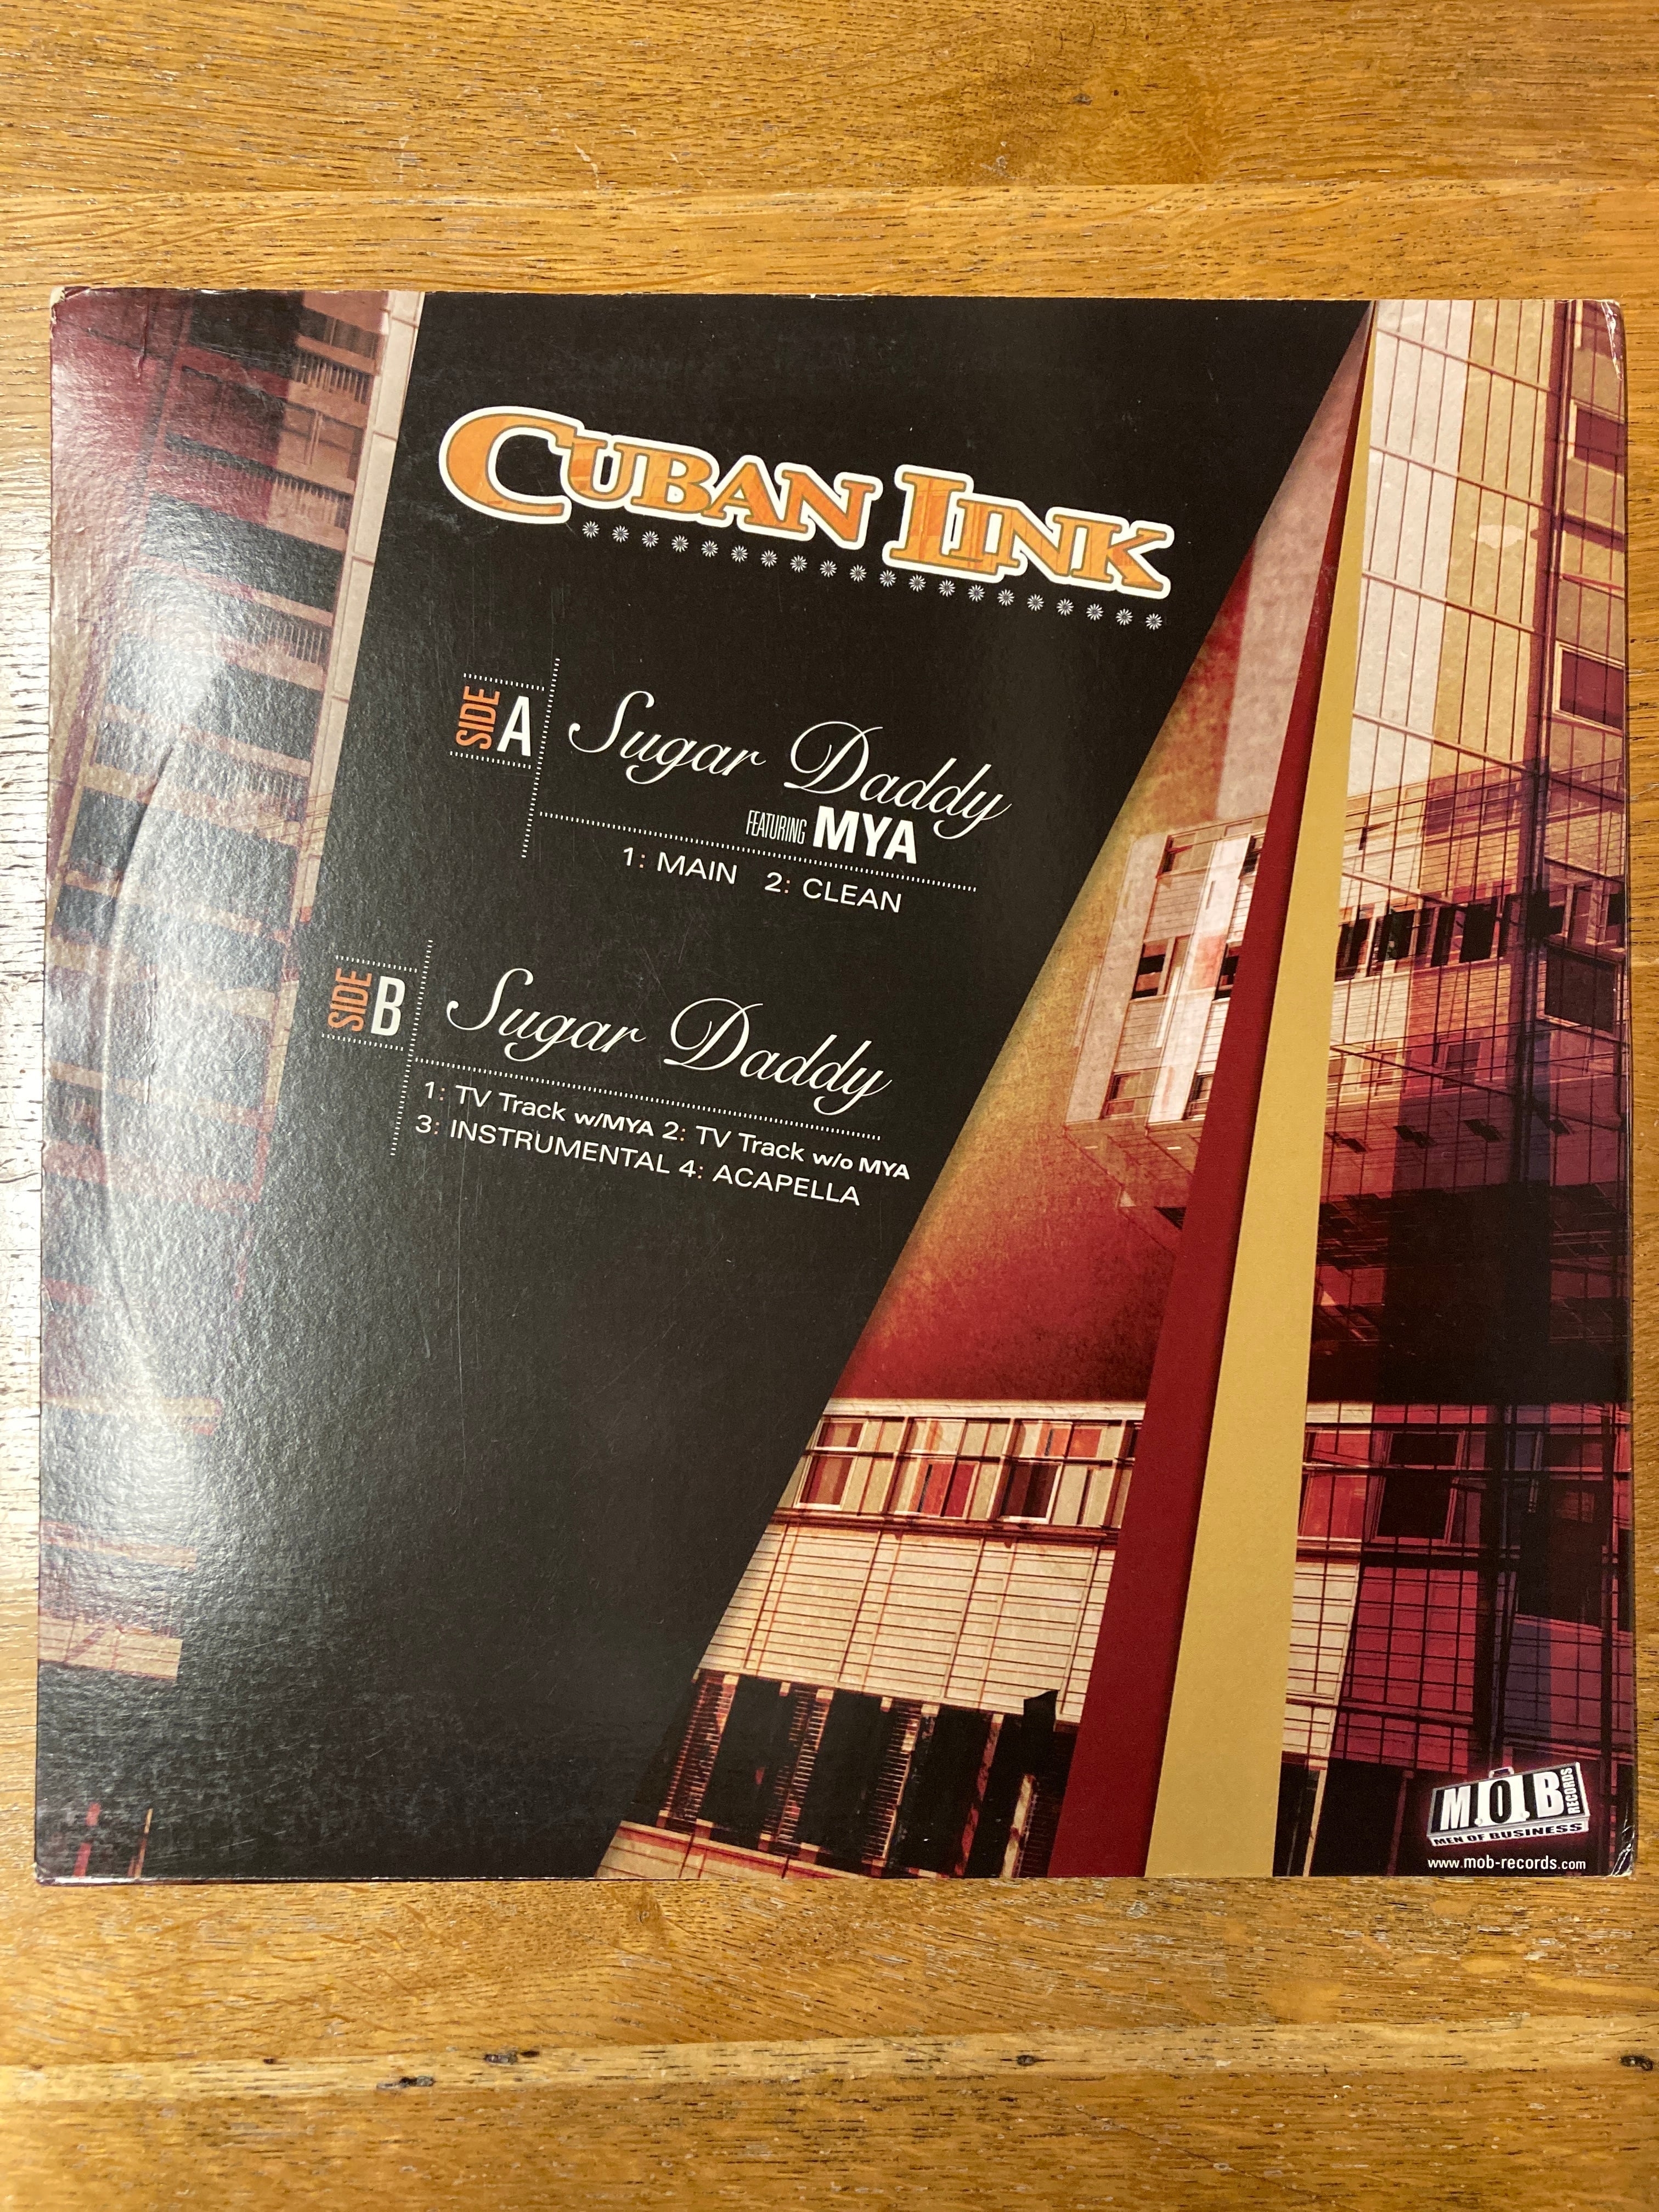 CUBAN LINK
SIDE A
Sugar Daddy
FEATURING MYA
1: MAIN 2: CLEAN
SIDE B
Sugar Daddy
1: TV Track w/MYA 2: TV Track w/o MYA
3: INSTRUMENTAL 4: ACAPELLA
M.O.B RECORDS
MEN OF BUSINESS
www.mob-records.com